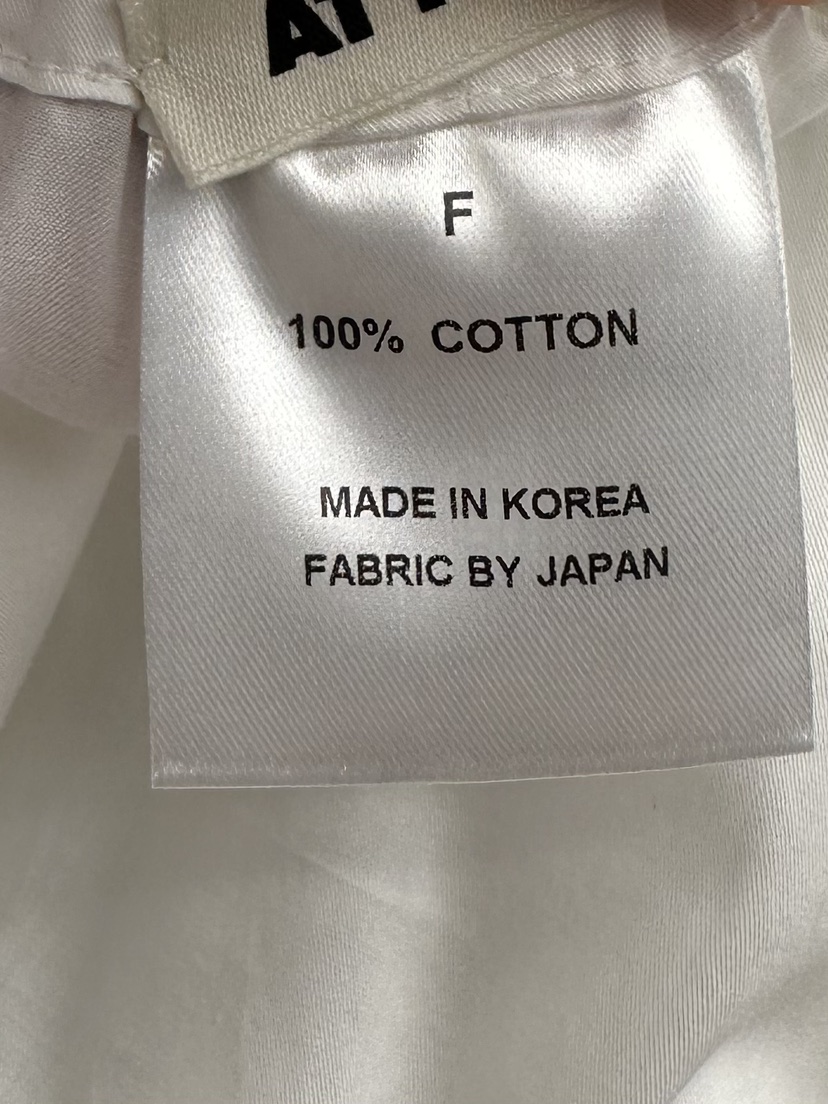 F
100% COTTON
MADE IN KOREA
FABRIC BY JAPAN